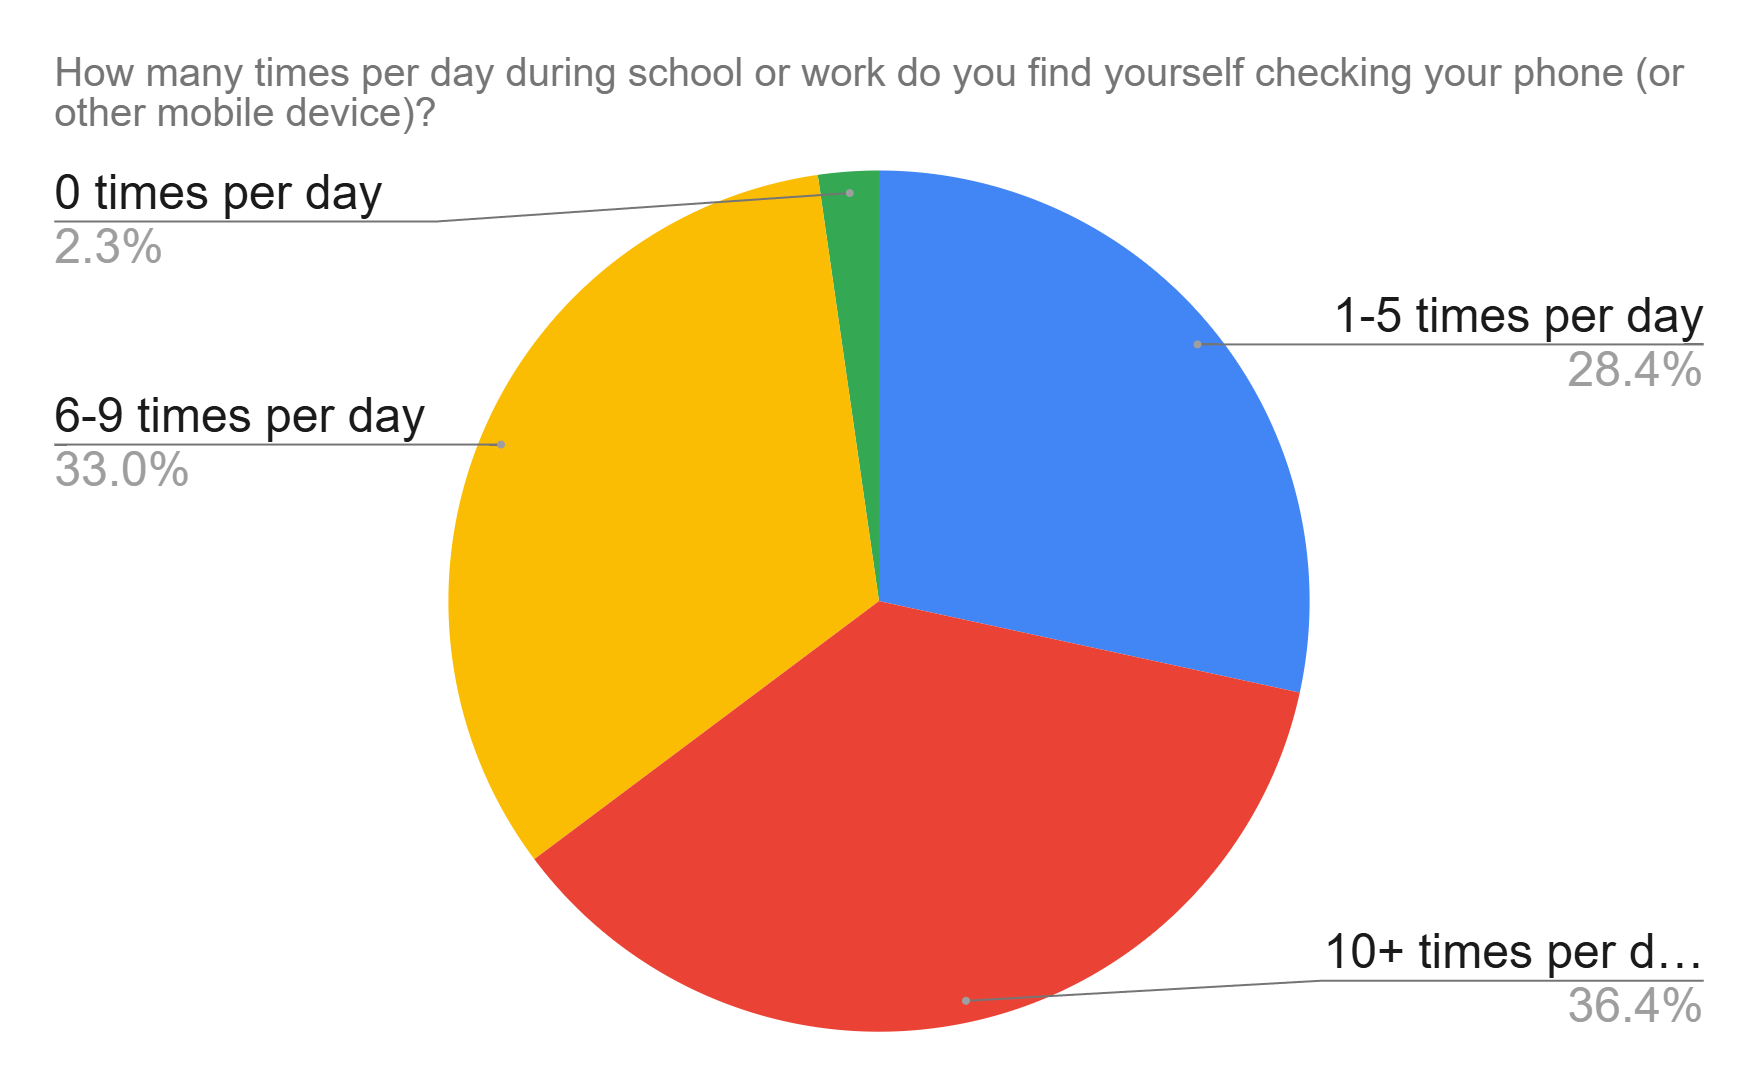 How many times per day during school or work do you find yourself checking your phone (or
other mobile device)?
0 times per day
2.3%
1-5 times per day
28.4%
6-9 times per day
33.0%
10+ times per d…
36.4%